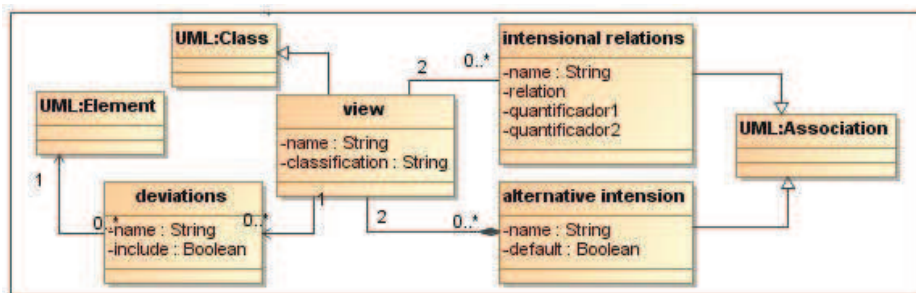 UML:Class
intensional relations
-name : String
-relation
-quantificador1
-quantificador2
2
0..*
UML:Element
view
-name : String
-classification : String
UML:Association
1
deviations
-name : String
-include : Boolean
0..*
0..*
1
2
0..*
alternative intension
-name : String
-default : Boolean